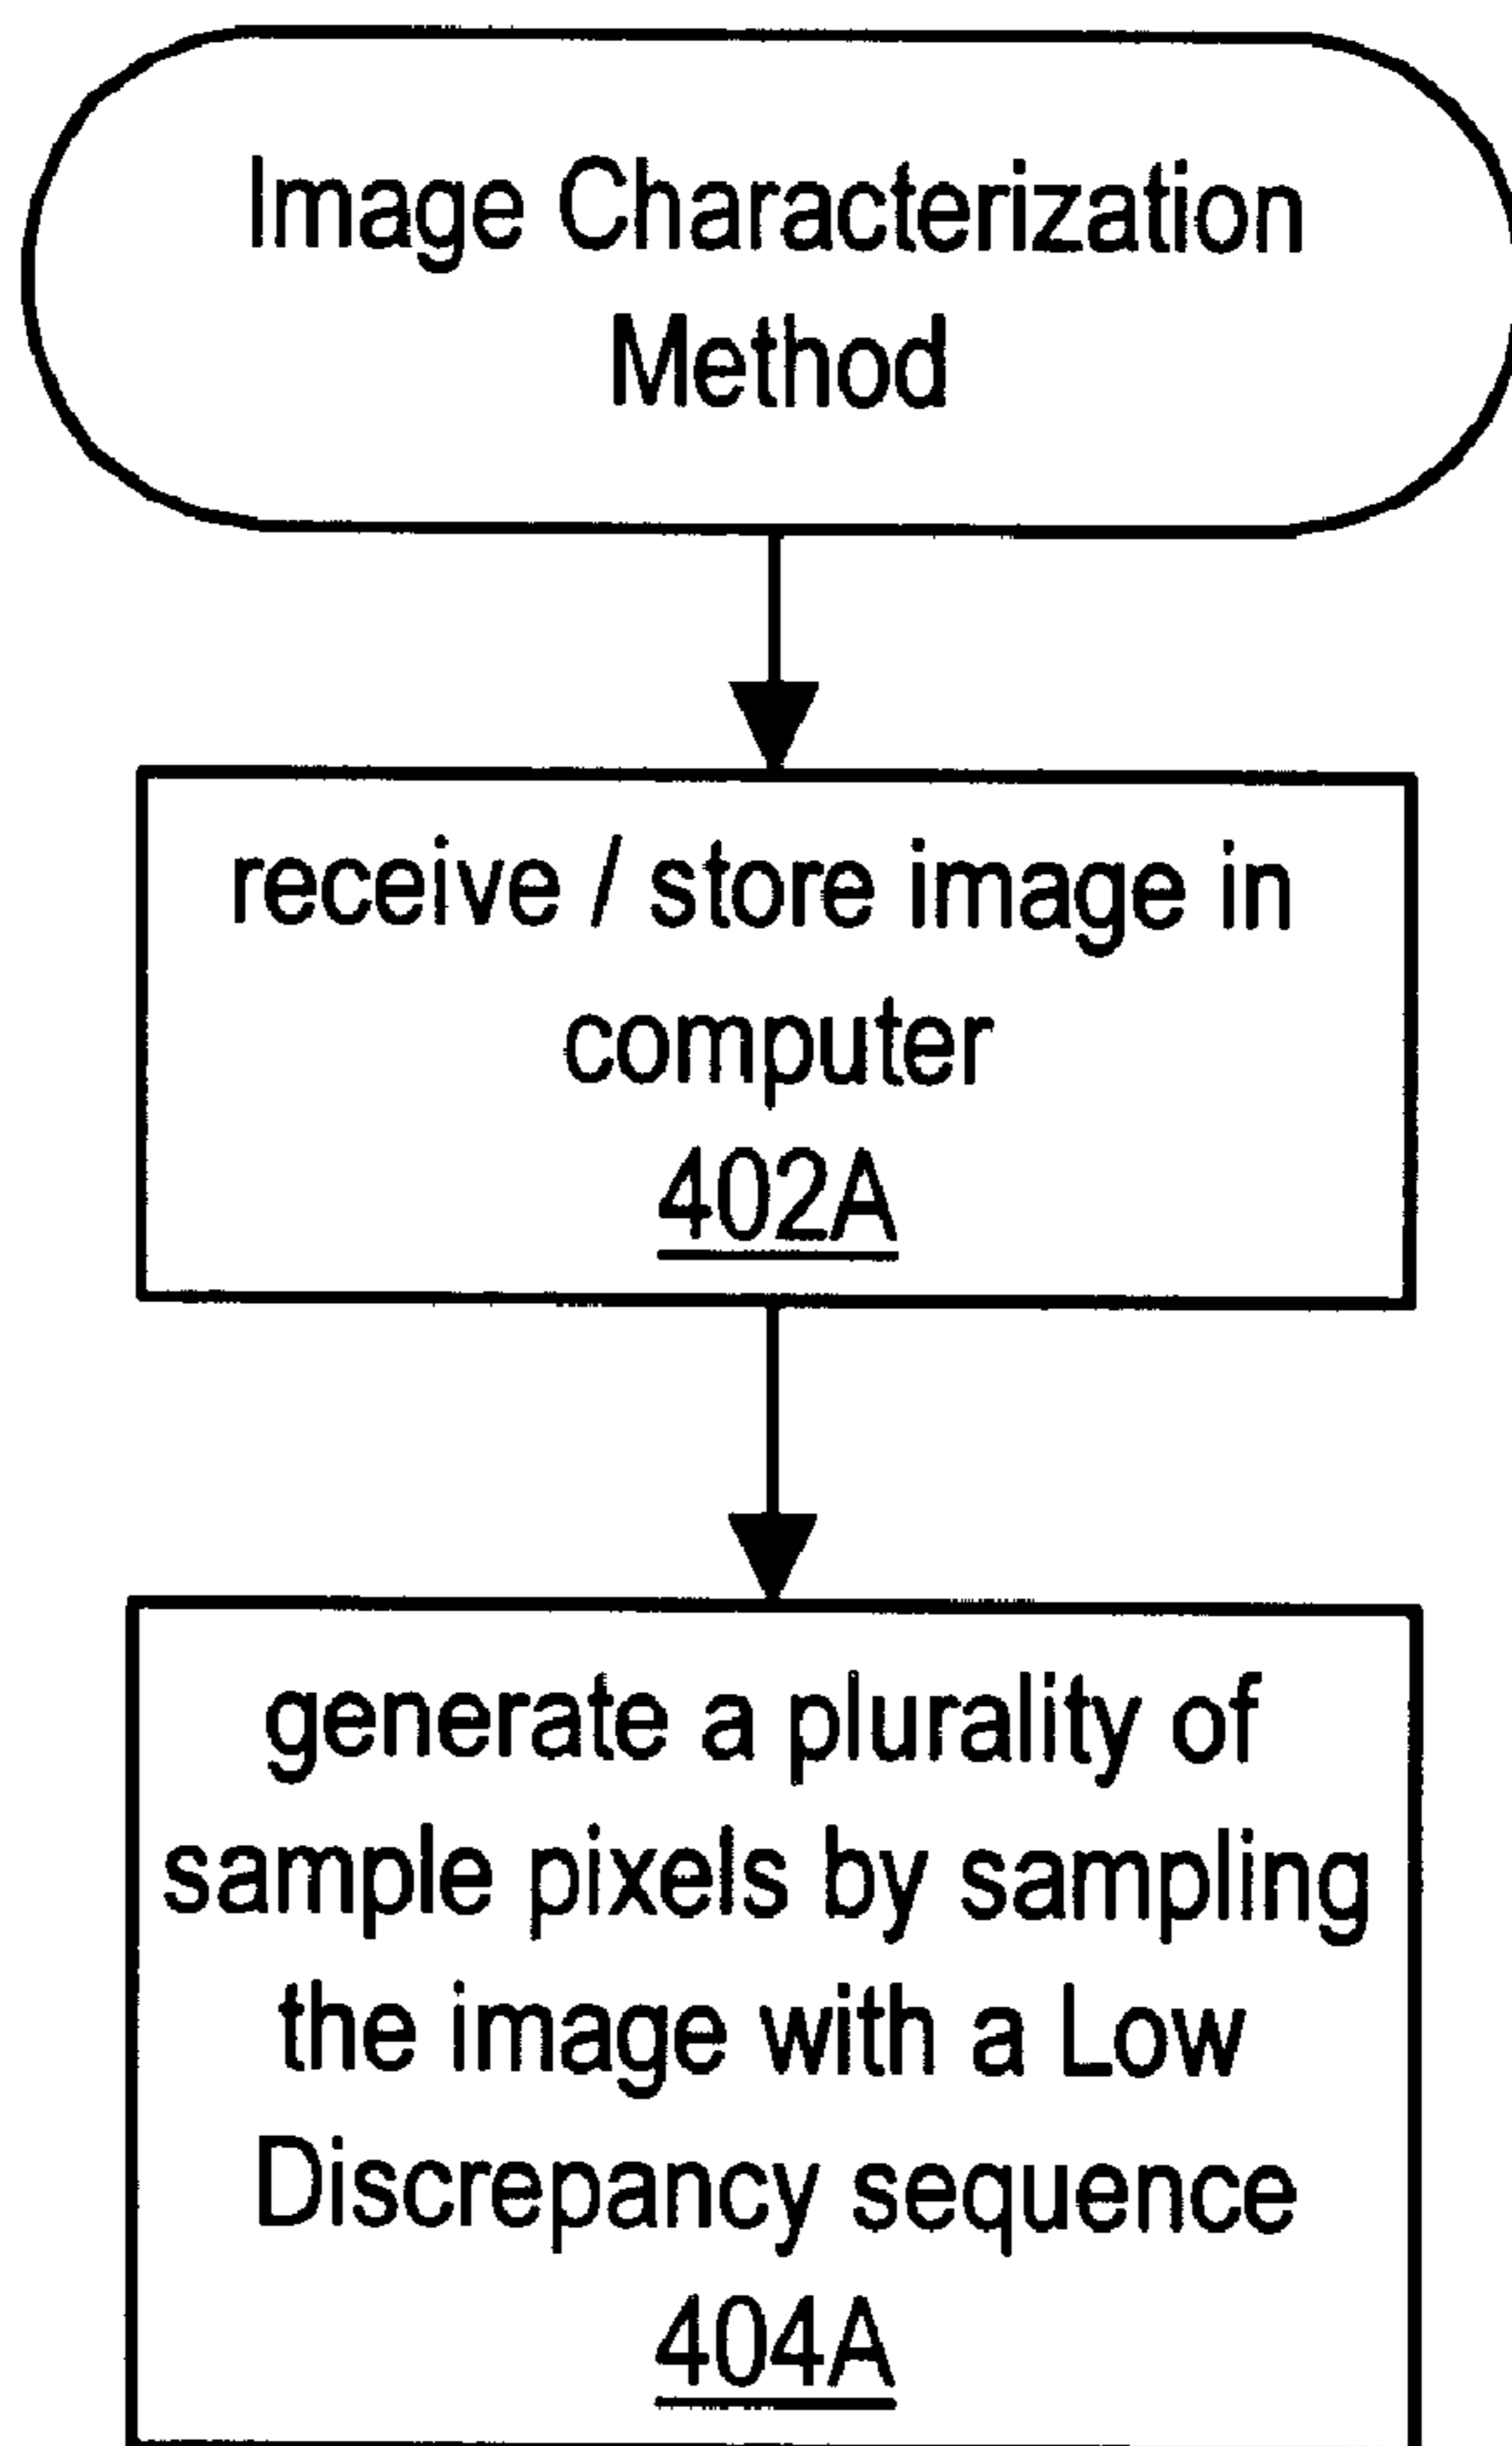 Image Characterization
Method
receive / store image in
computer
402A
generate a plurality of
sample pixels by sampling
the image with a Low
Discrepancy sequence
404A